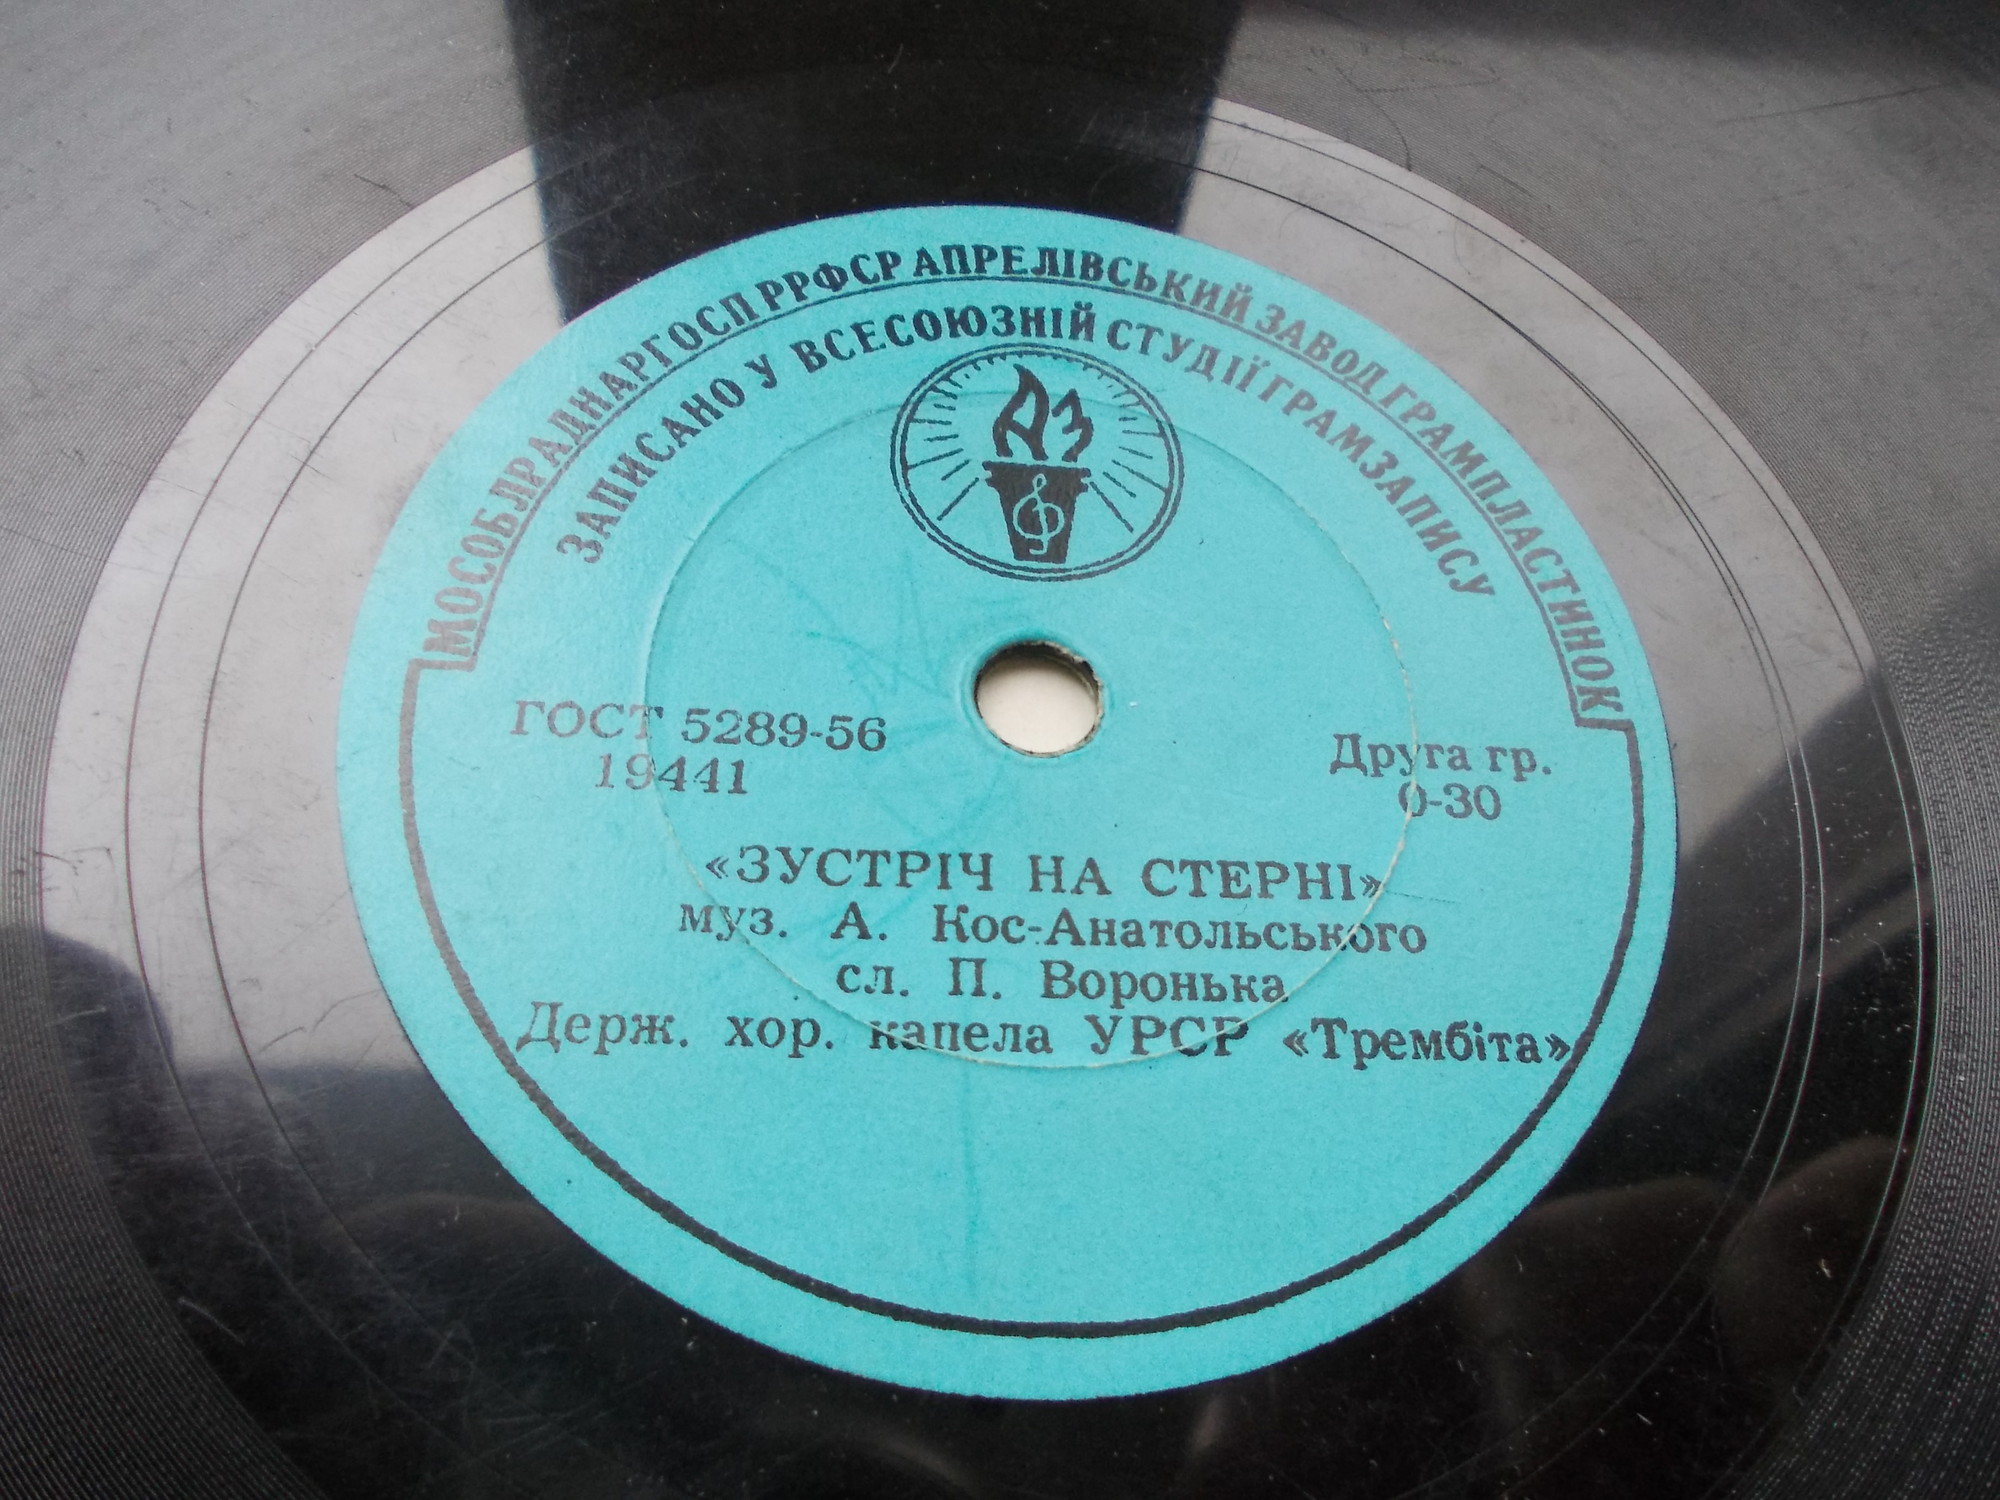 МОСОБЛРАДНАРГОСП РРФСР АПРЕЛІВСЬКИЙ ЗАВОД ГРАМПЛАСТИНОК
ЗАПИСАНО У ВСЕСОЮЗНІЙ СТУДІЇ ГРАМЗАПИСУ
АЗ
ГОСТ 5289-56
19441
Друга гр.
0-30
«ЗУСТРІЧ НА СТЕРНІ»
муз. А. Кос-Анатольського
сл. П. Воронька
Держ. хор. капела УРСР «Трембіта»